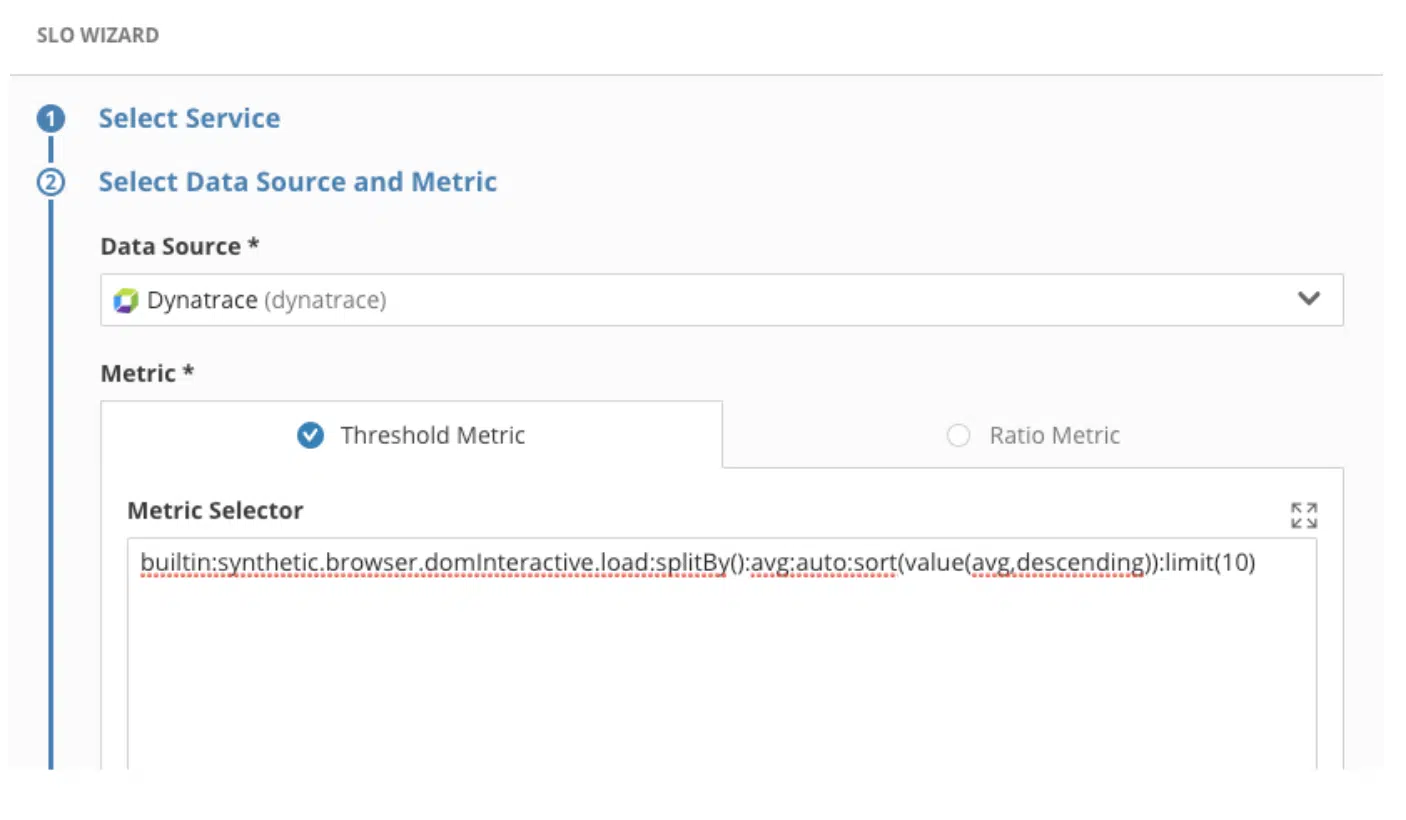 SLO WIZARD
1 Select Service
2 Select Data Source and Metric
Data Source *
Dynatrace (dynatrace)
Metric *
Threshold Metric Ratio Metric
Metric Selector
builtin:synthetic.browser.domInteractive.load:splitBy():avg:auto:sort(value(avg,descending)):limit(10)